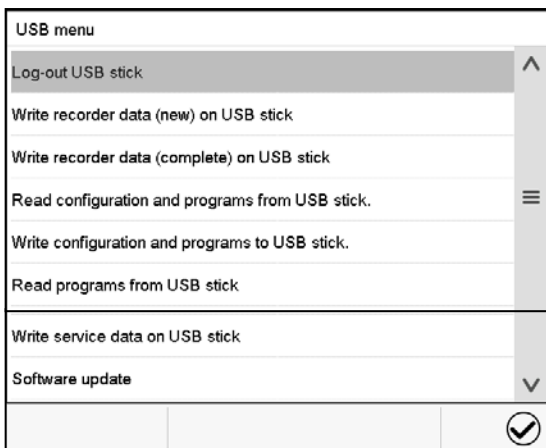 USB menu
Log-out USB stick
Write recorder data (new) on USB stick
Write recorder data (complete) on USB stick
Read configuration and programs from USB stick.
Write configuration and programs to USB stick.
Read programs from USB stick
Write service data on USB stick
Software update